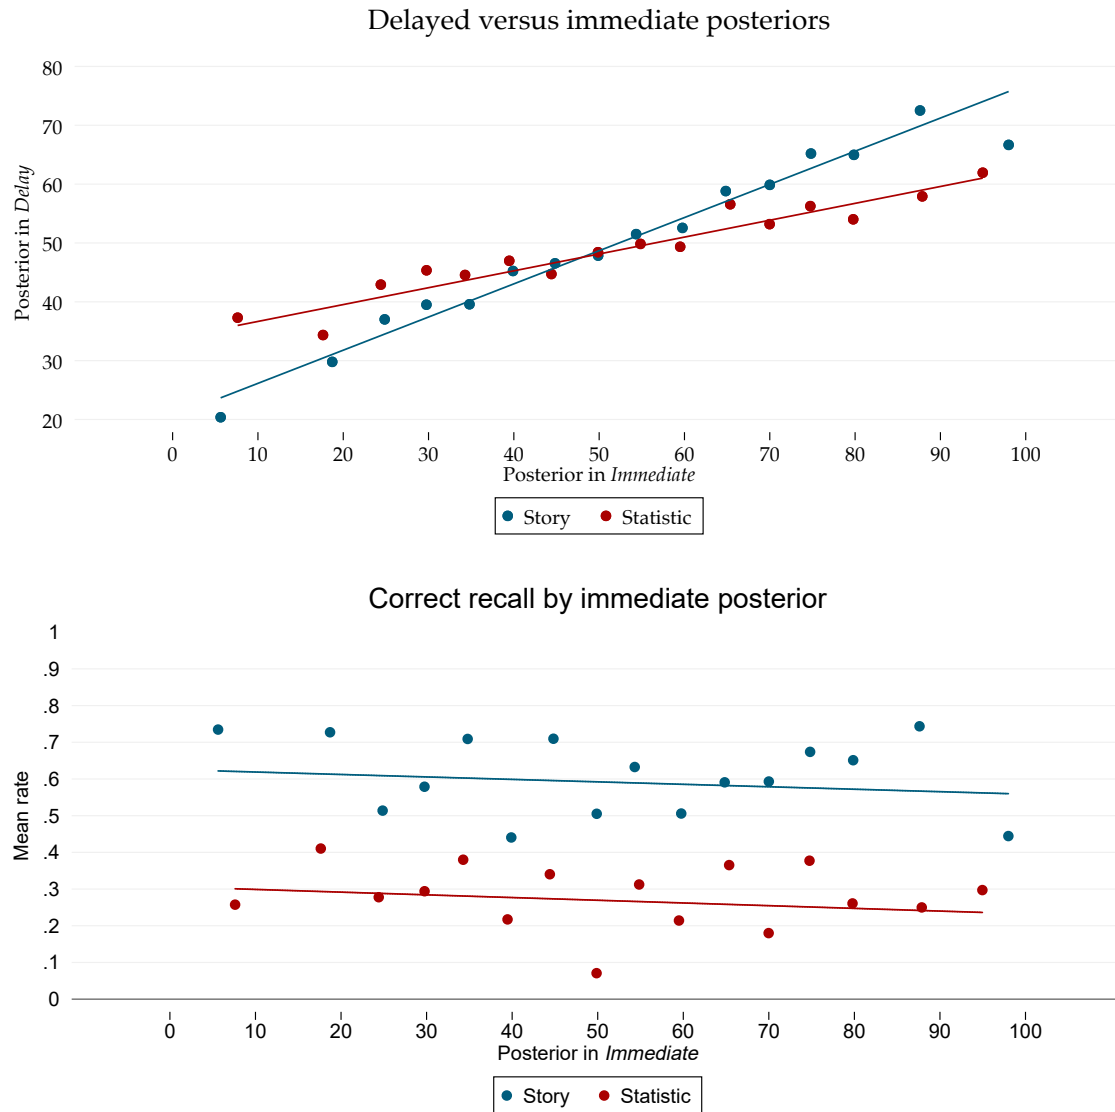 Delayed versus immediate posteriors
80
70
60
50
40
30
20
Posterior in Delay
0 10 20 30 40 50 60 70 80 90 100
Posterior in Immediate
Story Statistic
Correct recall by immediate posterior
1
.9
.8
.7
.6
.5
.4
.3
.2
.1
0
Mean rate
0 10 20 30 40 50 60 70 80 90 100
Posterior in Immediate
Story Statistic